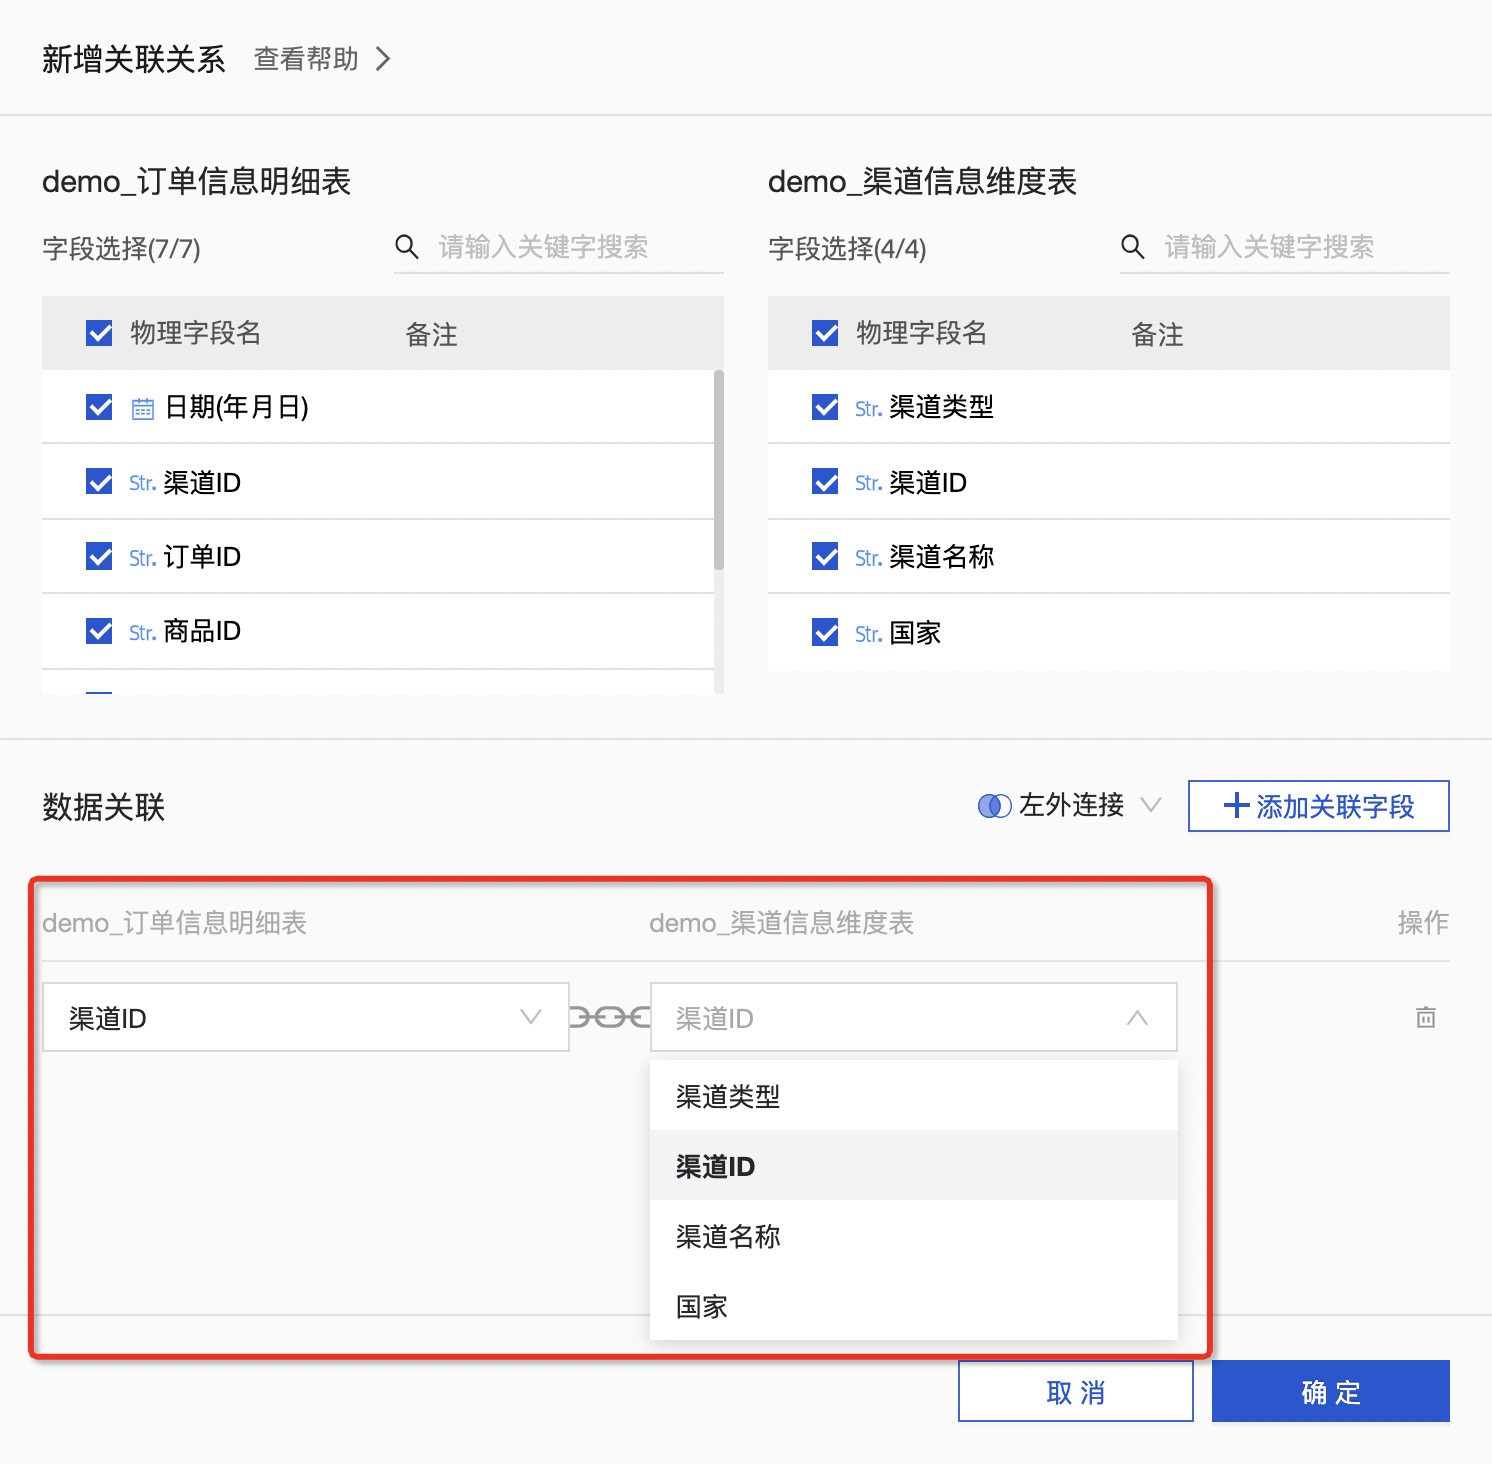 新增关联关系 查看帮助
demo_订单信息明细表
字段选择(7/7) 请输入关键字搜索
物理字段名 备注
日期(年月日)
Str. 渠道ID
Str. 订单ID
Str. 商品ID
demo_渠道信息维度表
字段选择(4/4) 请输入关键字搜索
物理字段名 备注
Str. 渠道类型
Str. 渠道ID
Str. 渠道名称
Str. 国家
数据关联 左外连接 添加关联字段
demo_订单信息明细表 demo_渠道信息维度表 操作
渠道ID 渠道ID
渠道类型
渠道ID
渠道名称
国家
取 消 确 定